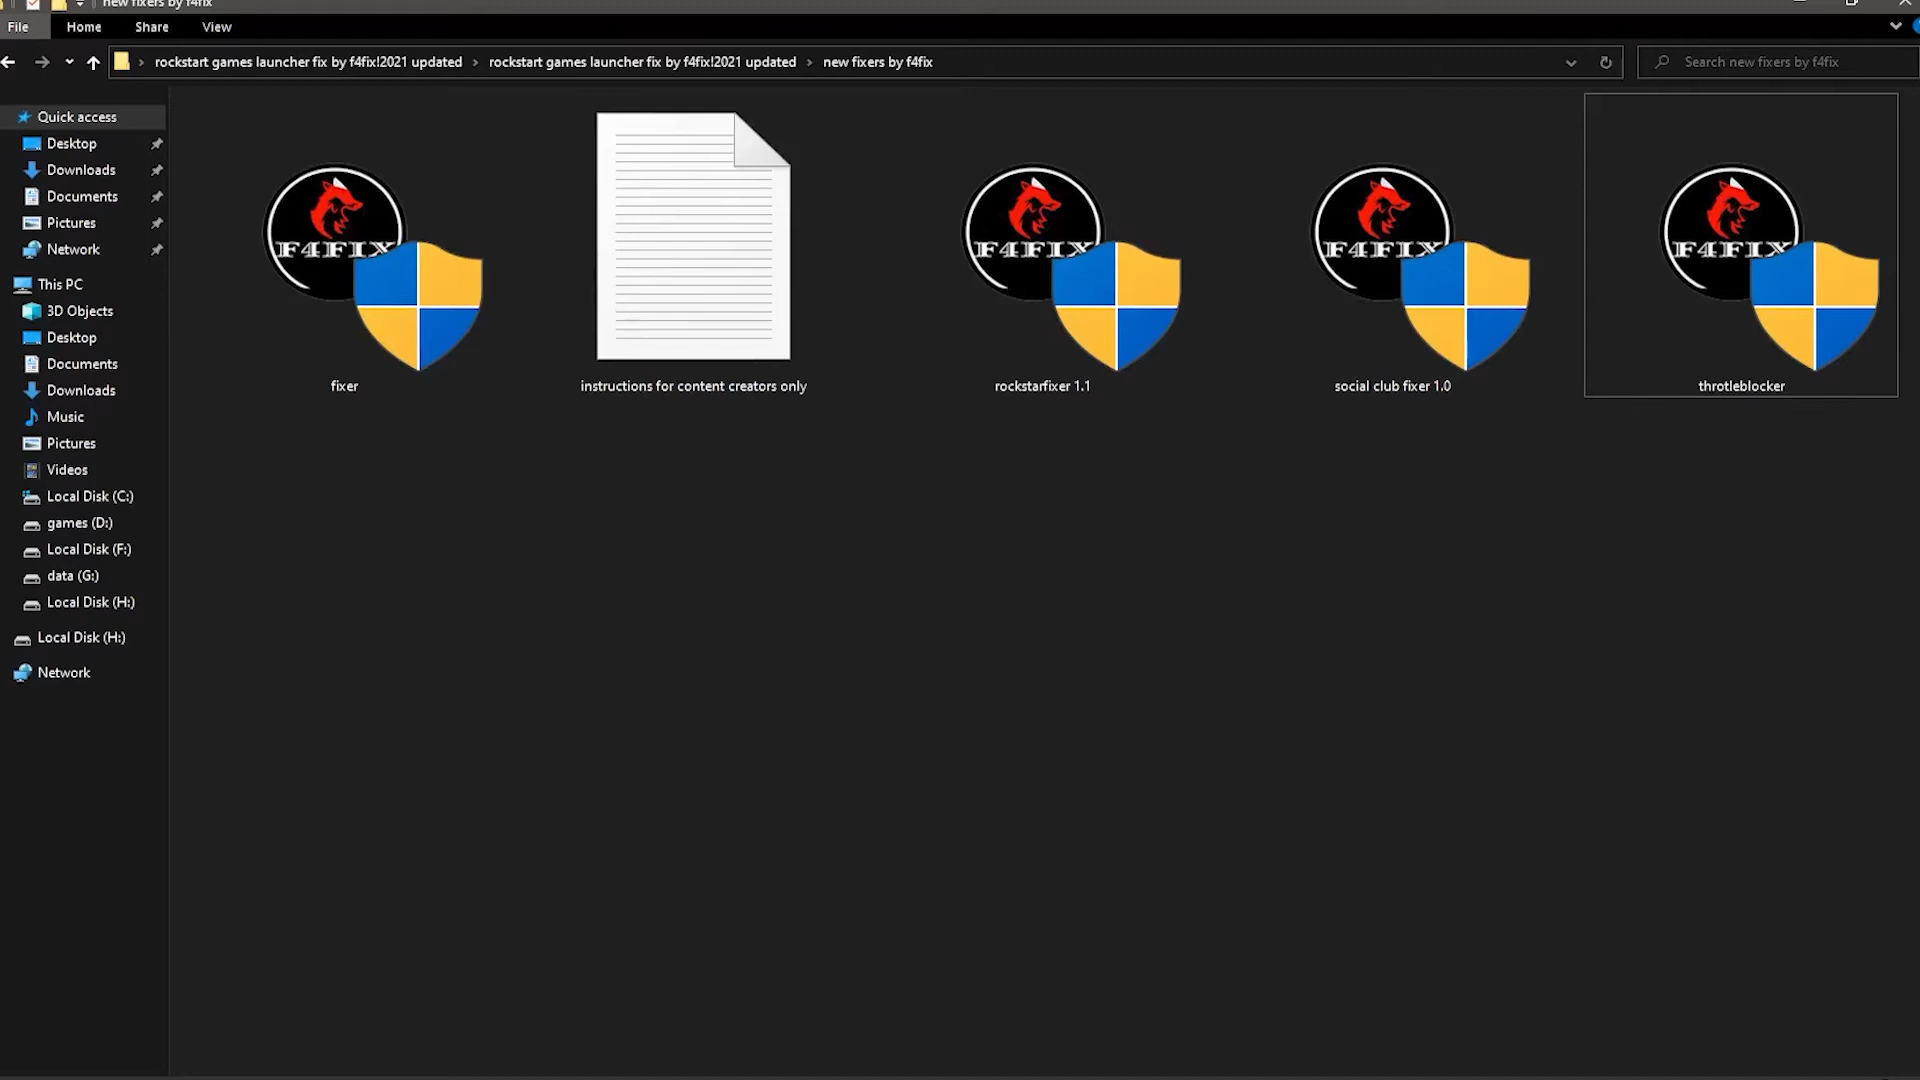 new fixers by f4fix
File Home Share View
rockstart games launcher fix by f4fix!2021 updated rockstart games launcher fix by f4fix!2021 updated new fixers by f4fix Search new fixers by f4fix
Quick access
Desktop
Downloads
Documents
Pictures
Network
This PC
3D Objects
Desktop
Documents
Downloads
Music
Pictures
Videos
Local Disk (C:)
games (D:)
Local Disk (F:)
data (G:)
Local Disk (H:)
Local Disk (H:)
Network
F4FIX F4FIX F4FIX F4FIX
fixer instructions for content creators only rockstarfixer 1.1 social club fixer 1.0 throtleblocker